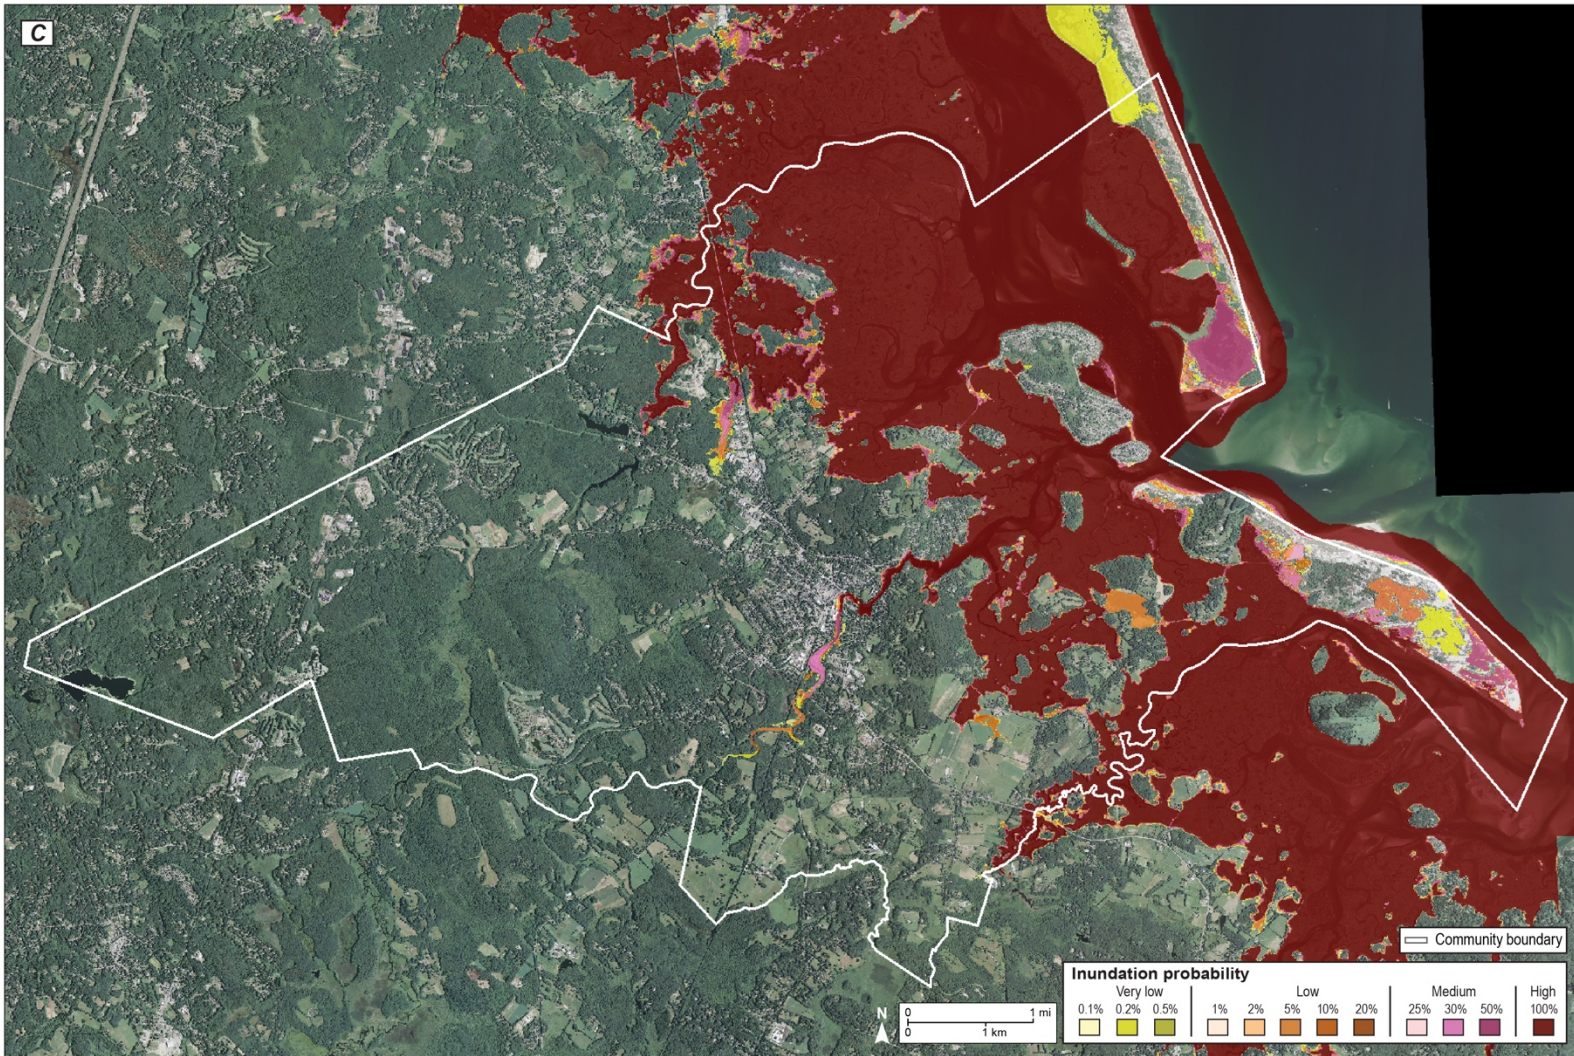 C
Community boundary
Inundation probability
Very low Low Medium High
0.1% 0.2% 0.5% 1% 2% 5% 10% 20% 25% 30% 50% 100%
N
0 1 mi
0 1 km